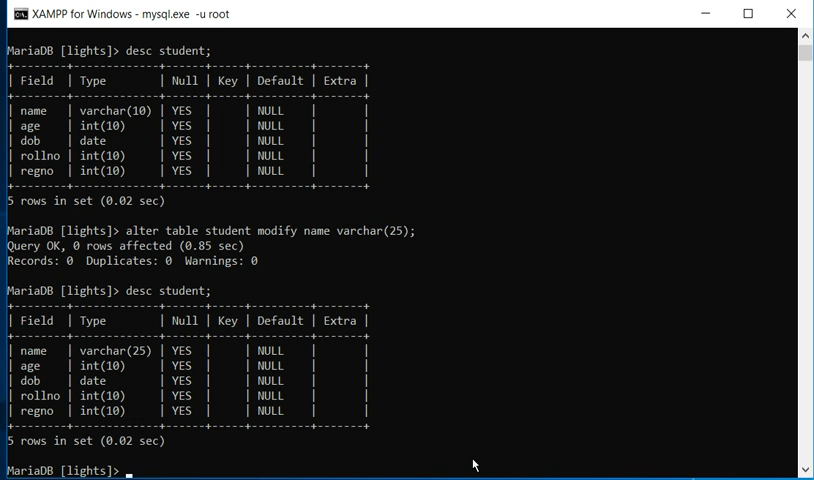 XAMPP for Windows - mysql.exe  -u root
MariaDB [lights]> desc student;
+--------+-------------+------+-----+---------+-------+
| Field  | Type        | Null | Key | Default | Extra |
+--------+-------------+------+-----+---------+-------+
| name   | varchar(10) | YES  |     | NULL    |       |
| age    | int(10)     | YES  |     | NULL    |       |
| dob    | date        | YES  |     | NULL    |       |
| rollno | int(10)     | YES  |     | NULL    |       |
| regno  | int(10)     | YES  |     | NULL    |       |
+--------+-------------+------+-----+---------+-------+
5 rows in set (0.02 sec)
MariaDB [lights]> alter table student modify name varchar(25);
Query OK, 0 rows affected (0.85 sec)
Records: 0  Duplicates: 0  Warnings: 0
MariaDB [lights]> desc student;
+--------+-------------+------+-----+---------+-------+
| Field  | Type        | Null | Key | Default | Extra |
+--------+-------------+------+-----+---------+-------+
| name   | varchar(25) | YES  |     | NULL    |       |
| age    | int(10)     | YES  |     | NULL    |       |
| dob    | date        | YES  |     | NULL    |       |
| rollno | int(10)     | YES  |     | NULL    |       |
| regno  | int(10)     | YES  |     | NULL    |       |
+--------+-------------+------+-----+---------+-------+
5 rows in set (0.02 sec)
MariaDB [lights]> _